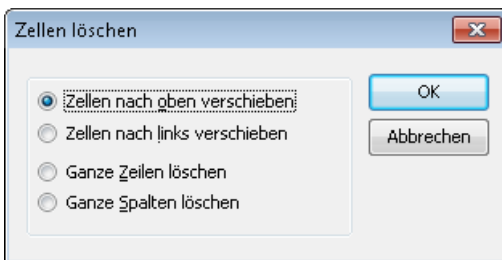 Zellen löschen
Zellen nach oben verschieben
Zellen nach links verschieben
Ganze Zeilen löschen
Ganze Spalten löschen
OK
Abbrechen